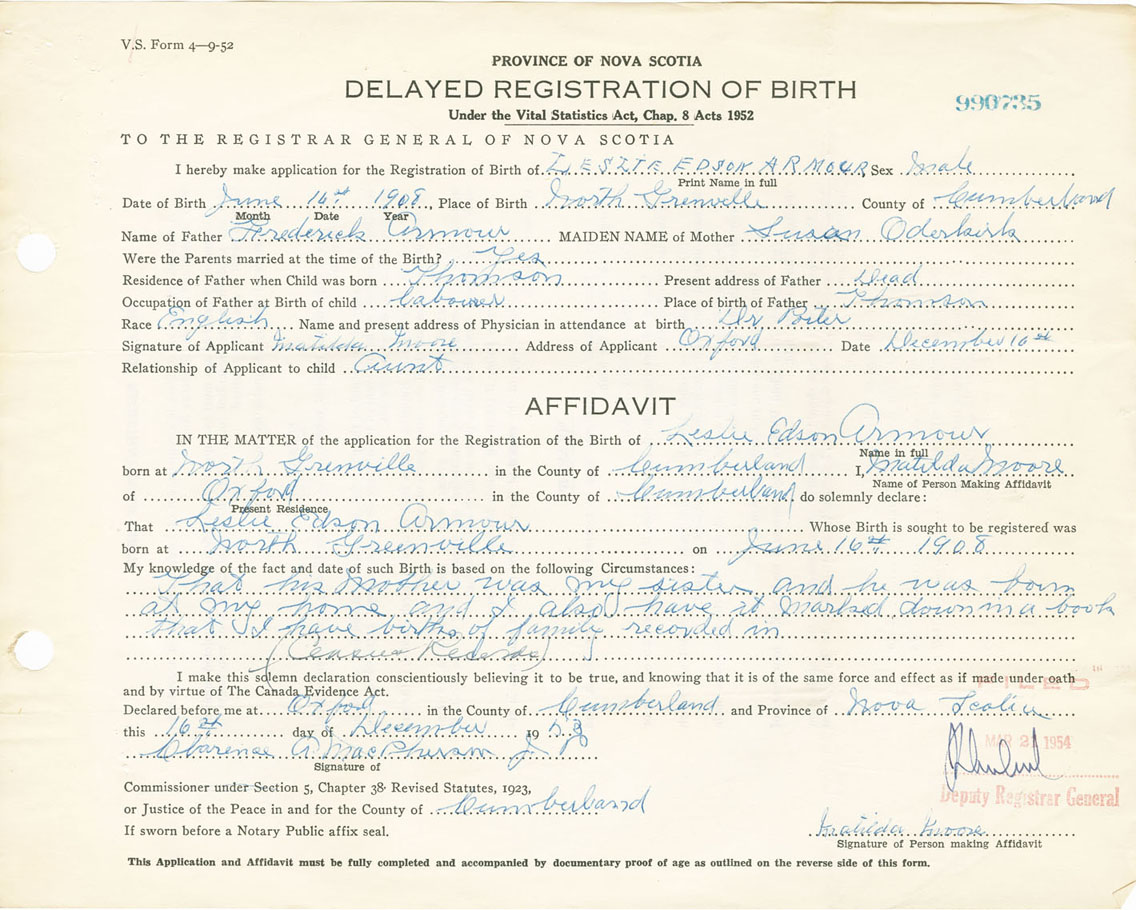 V.S. Form 4—9-52
PROVINCE OF NOVA SCOTIA
DELAYED REGISTRATION OF BIRTH
990735
Under the Vital Statistics Act, Chap. 8 Acts 1952
TO THE REGISTRAR GENERAL OF NOVA SCOTIA
I hereby make application for the Registration of Birth of LESLIE EDSON ARMOUR Sex Male
Print Name in full
Date of Birth June 16th 1908, Place of Birth North Grenville County of Cumberland
Month Date Year
Name of Father Frederick Armour MAIDEN NAME of Mother Susan Oderkirk
Were the Parents married at the time of the Birth? Yes
Residence of Father when Child was born Thomson Present address of Father Dead
Occupation of Father at Birth of child Labourer Place of birth of Father Thomson
Race English Name and present address of Physician in attendance at birth Dr
Signature of Applicant Matilda Moore Address of Applicant Oxford Date December 16th
Relationship of Applicant to child Aunt
AFFIDAVIT
IN THE MATTER of the application for the Registration of the Birth of Leslie Edson Armour
Name in full
born at North Grenville in the County of Cumberland I, Matilda Moore
Name of Person Making Affidavit
of Oxford in the County of Cumberland do solemnly declare:
Present Residence
That Leslie Edson Armour Whose Birth is sought to be registered was
born at North Greenville on June 16th 1908
My knowledge of the fact and date of such Birth is based on the following Circumstances:
That his Mother was my sister and he was born
at my home and I also have it marked down in a book
that I have births of family recorded in
(Census Records)
I make this solemn declaration conscientiously believing it to be true, and knowing that it is of the same force and effect as if made under oath
and by virtue of The Canada Evidence Act.
FILED
Declared before me at Oxford in the County of Cumberland and Province of Nova Scotia
this 16th day of December 1953
MAR 2 1954
Clarence A. MacPherson J P
Signature of
Commissioner under Section 5, Chapter 38 Revised Statutes, 1923,
Deputy Registrar General
or Justice of the Peace in and for the County of Cumberland
If sworn before a Notary Public affix seal.
Matilda Moore
Signature of Person making Affidavit
This Application and Affidavit must be fully completed and accompanied by documentary proof of age as outlined on the reverse side of this form.